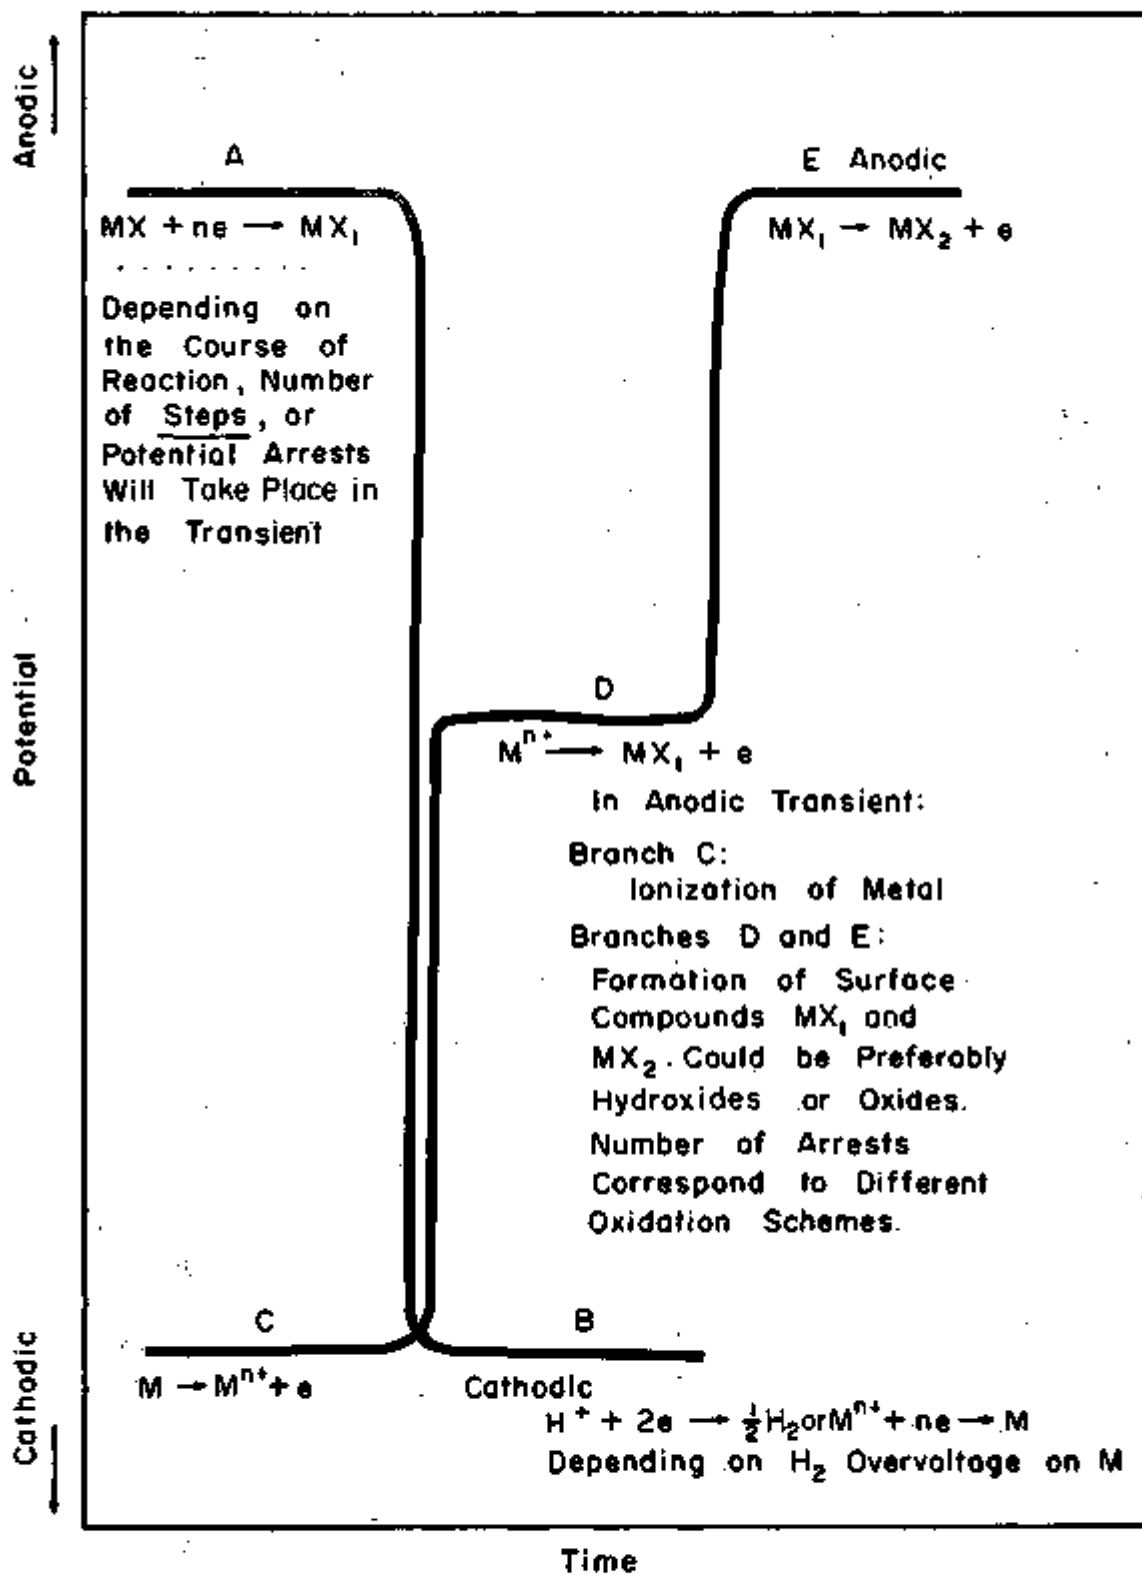 Anodic
Potential
Cathodic
A
MX + ne → MX₁
Depending on
the Course of
Reaction, Number
of Steps, or
Potential Arrests
Will Take Place in
the Transient
E Anodic
MX₁ → MX₂ + e
D
Mⁿ⁺ → MX₁ + e
In Anodic Transient:
Branch C:
Ionization of Metal
Branches D and E:
Formation of Surface
Compounds MX₁ and
MX₂. Could be Preferably
Hydroxides or Oxides.
Number of Arrests
Correspond to Different
Oxidation Schemes.
C
M → Mⁿ⁺ + e
B
Cathodic
H⁺ + 2e → ½H₂ or Mⁿ⁺ + ne → M
Depending on H₂ Overvoltage on M
Time